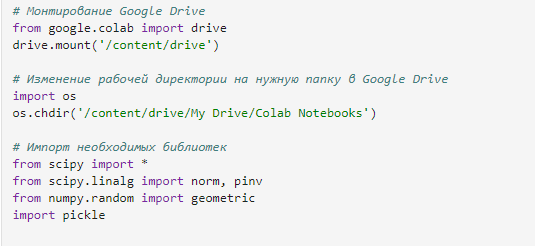 # Монтирование Google Drive
from google.colab import drive
drive.mount('/content/drive')
# Изменение рабочей директории на нужную папку в Google Drive
import os
os.chdir('/content/drive/My Drive/Colab Notebooks')
# Импорт необходимых библиотек
from scipy import *
from scipy.linalg import norm, pinv
from numpy.random import geometric
import pickle